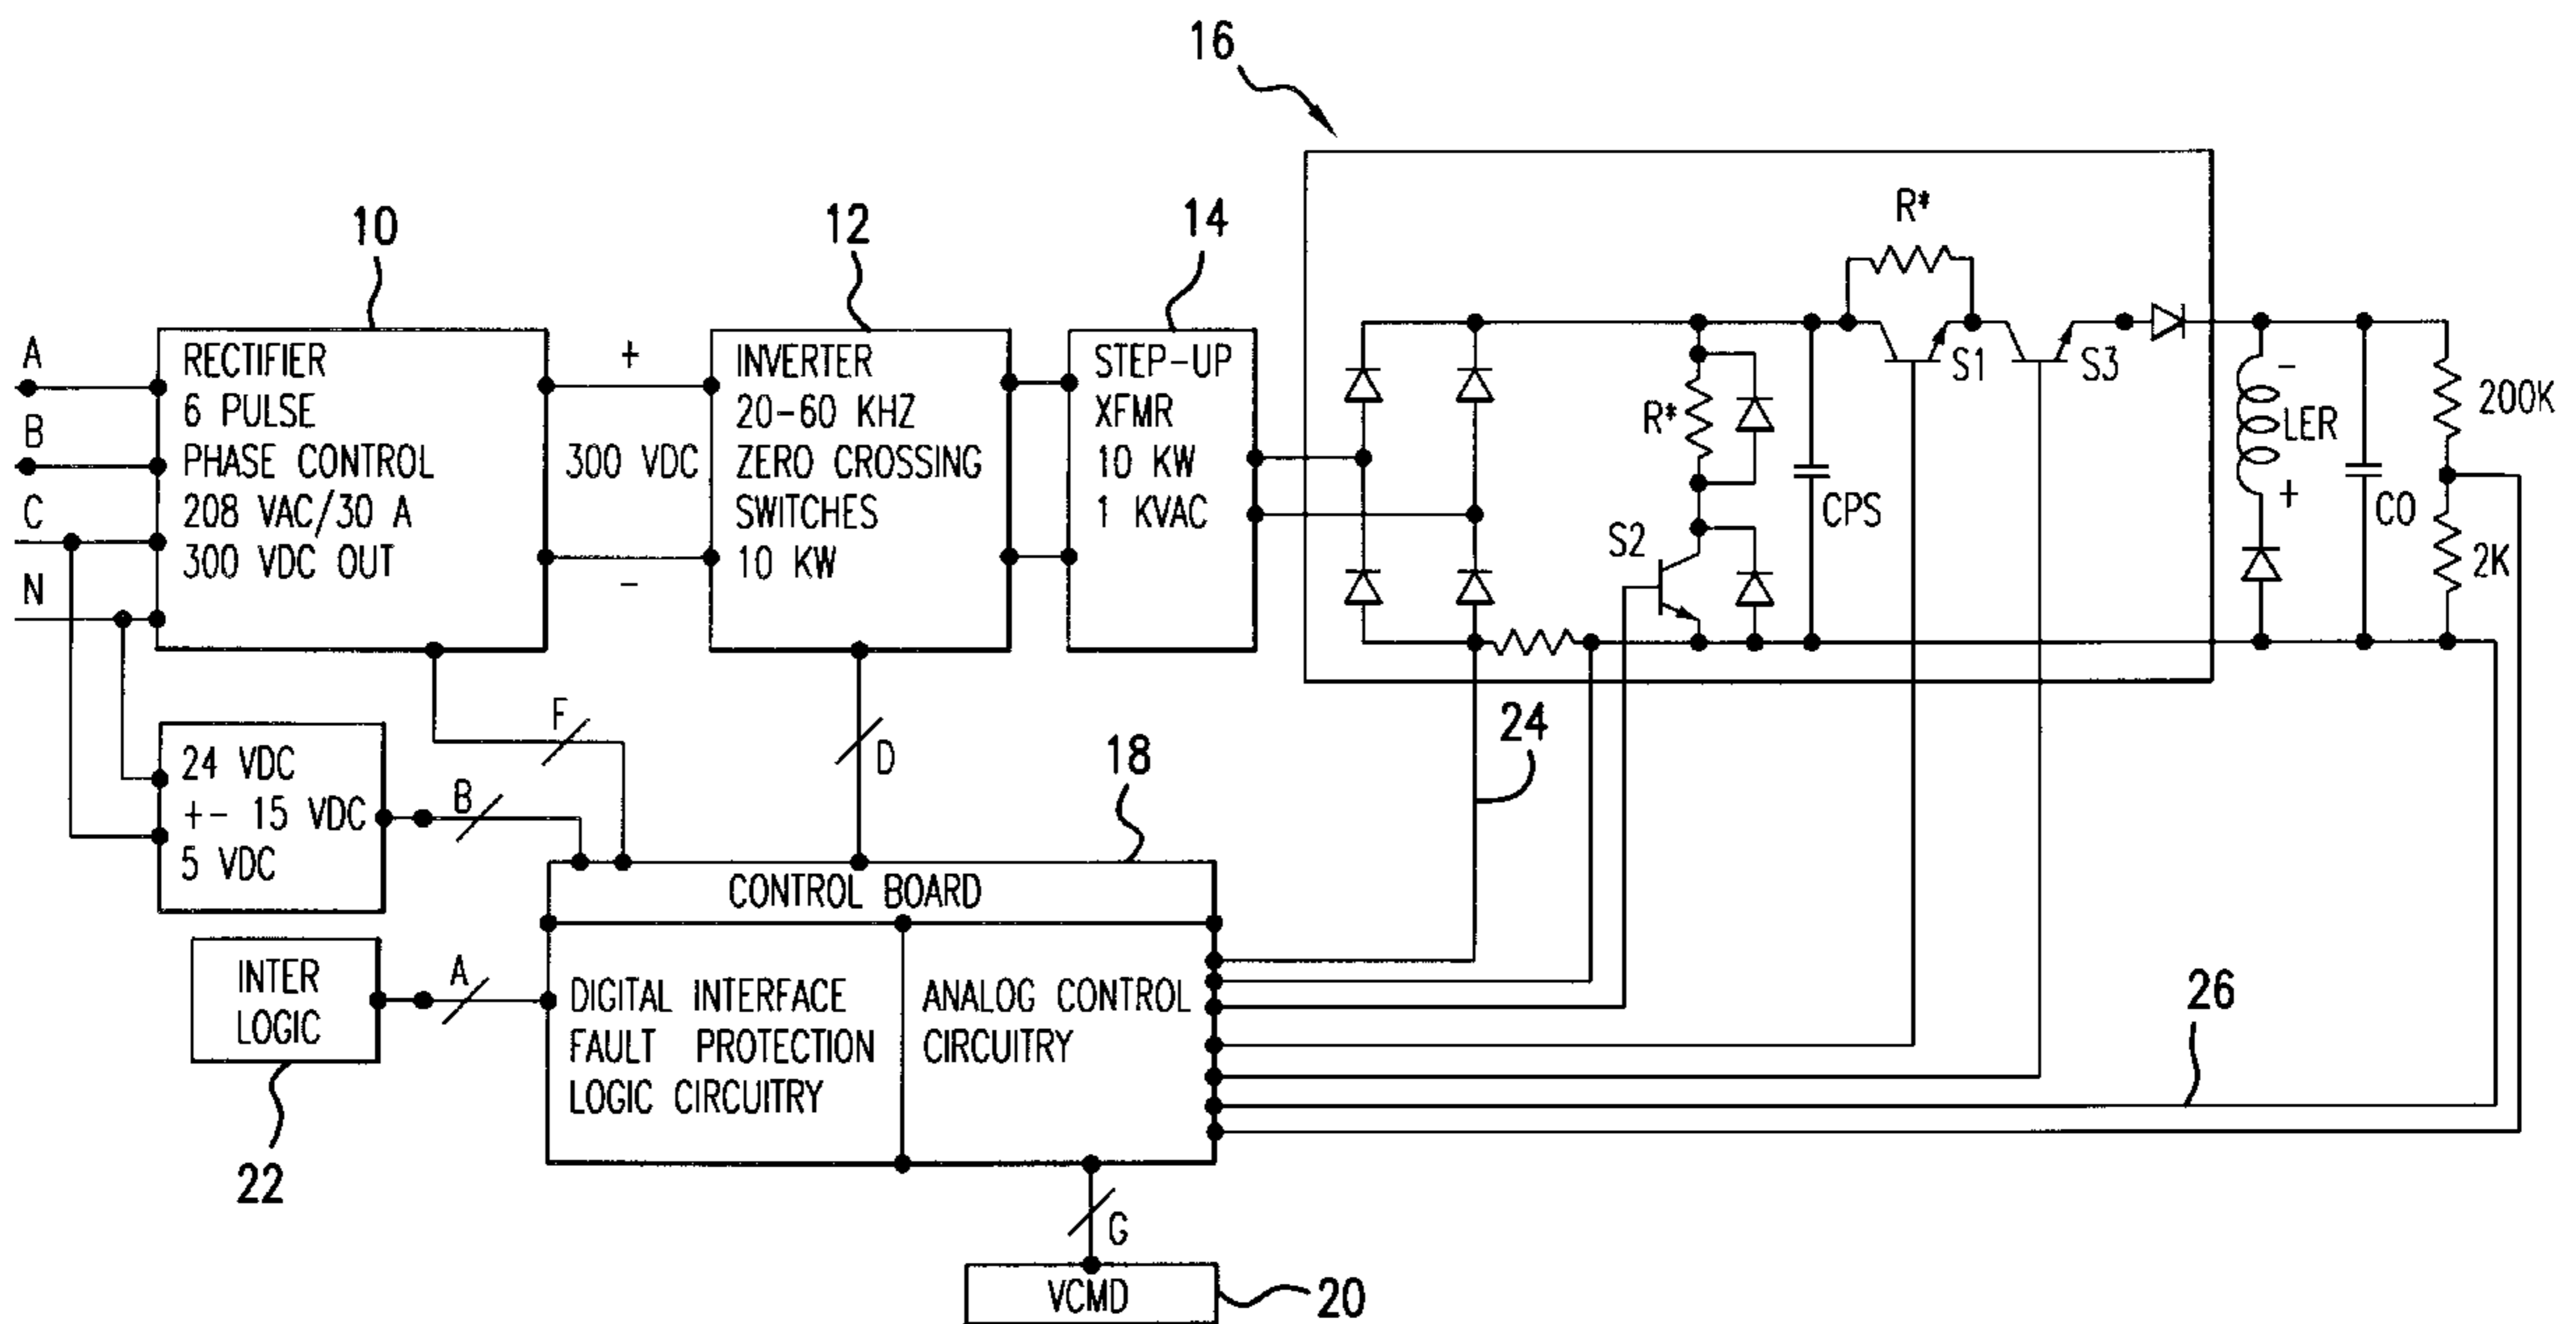 16
10
12
14
R*
A
B
C
N
RECTIFIER
6 PULSE
PHASE CONTROL
208 VAC/30 A
300 VDC OUT
+
300 VDC
-
INVERTER
20-60 KHZ
ZERO CROSSING
SWITCHES
10 KW
STEP-UP
XFMR
10 KW
1 KVAC
R*
S2
CPS
S1
S3
-
LER
+
CO
200K
2K
F
D
B
24
18
24 VDC
+- 15 VDC
5 VDC
CONTROL BOARD
INTER
LOGIC
A
22
DIGITAL INTERFACE
FAULT PROTECTION
LOGIC CIRCUITRY
ANALOG CONTROL
CIRCUITRY
26
G
VCMD
20